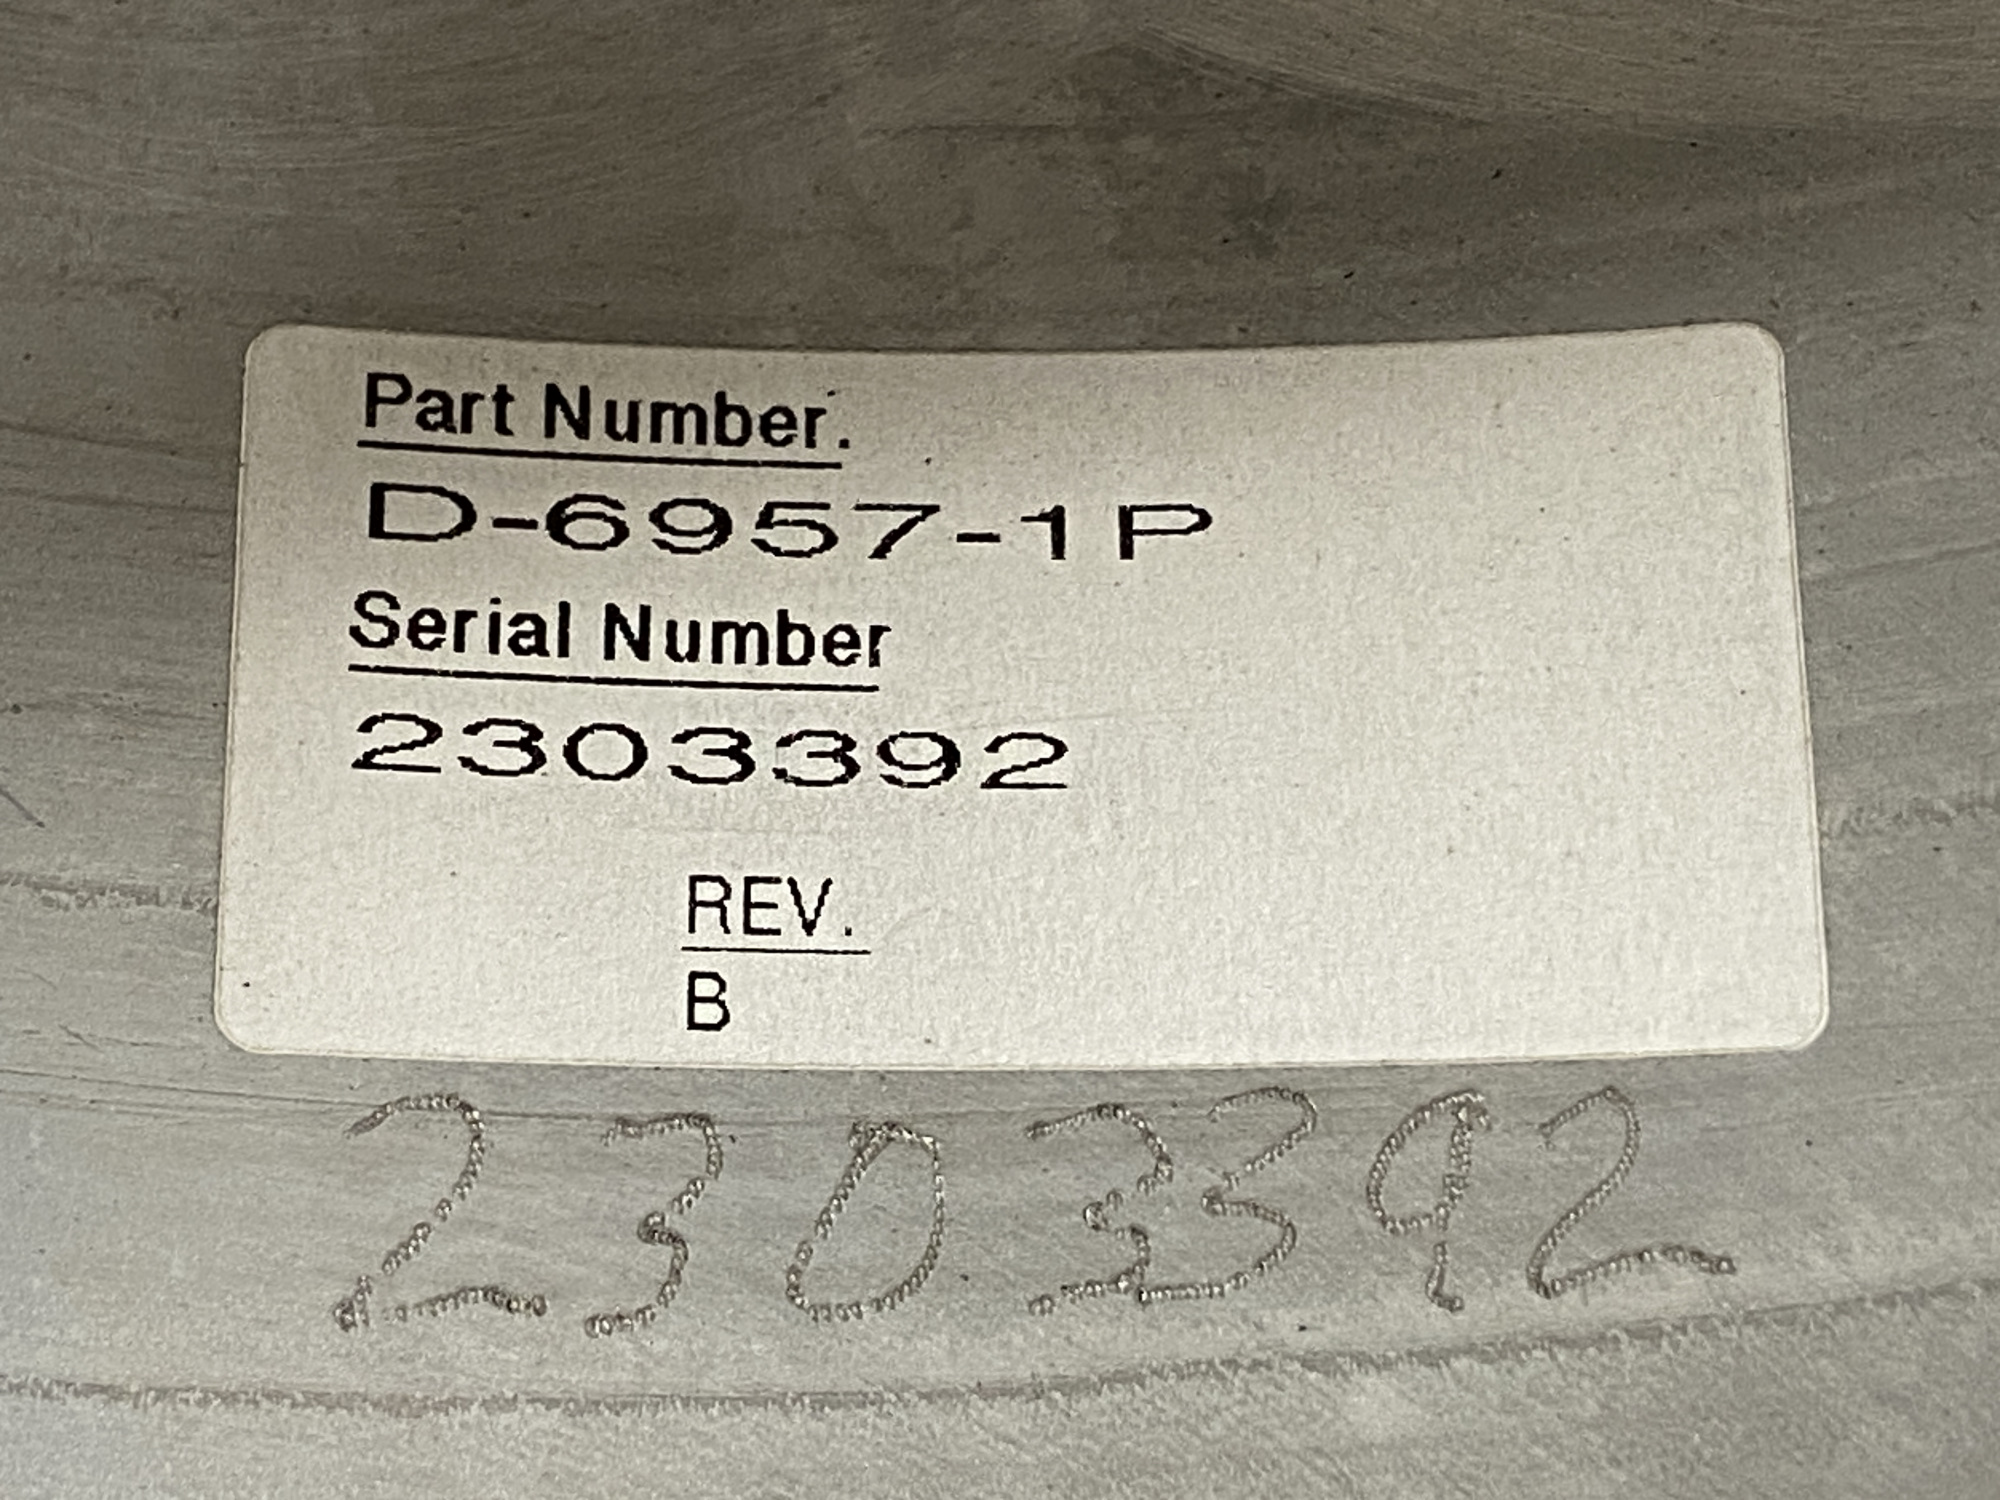 Part Number.
D-6957-1P
Serial Number
2303392
REV.
B
2303392